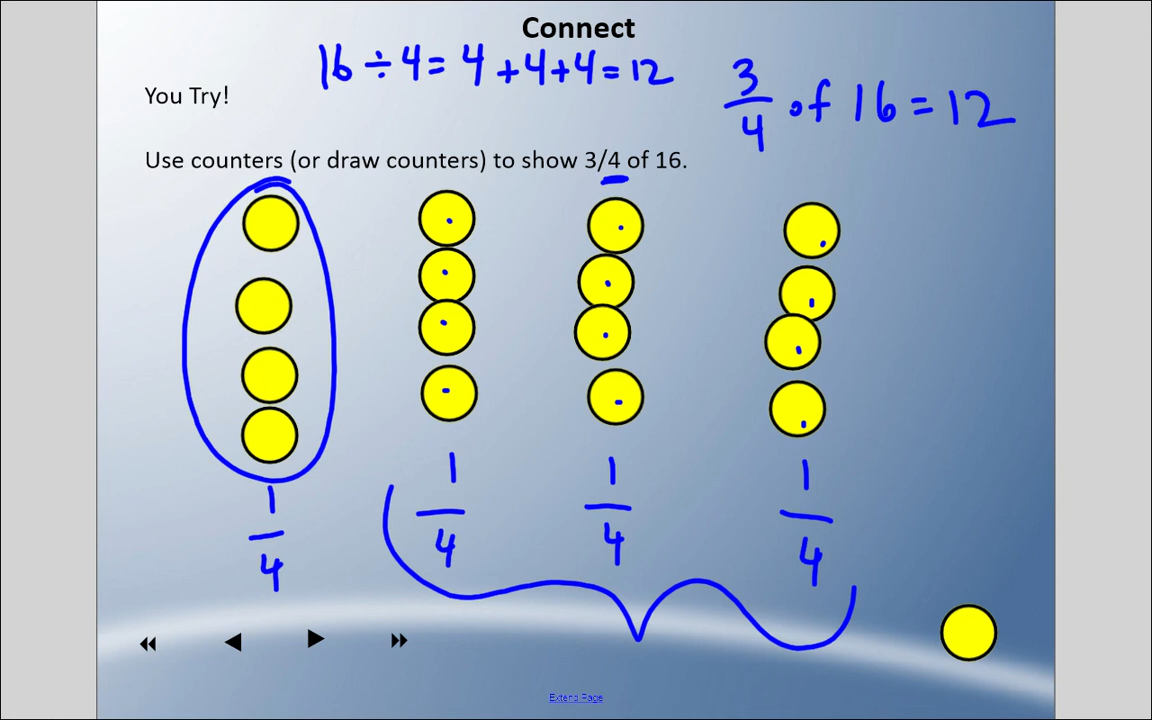 Connect
16 ÷ 4 = 4 + 4 + 4 = 12
You Try!
3/4 of 16 = 12
Use counters (or draw counters) to show 3/4 of 16.
1/4 1/4 1/4 1/4
Extend Page